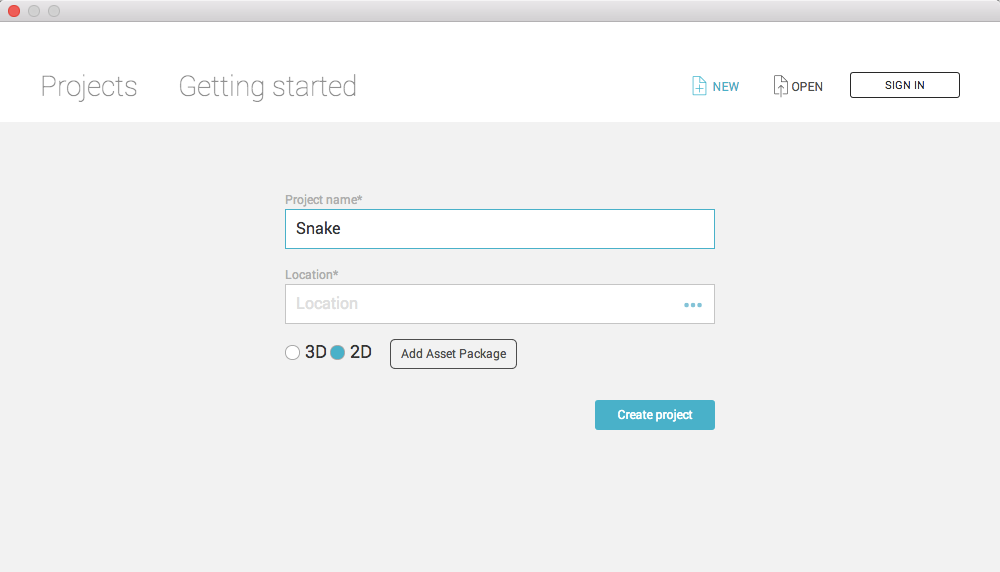 Projects Getting started NEW OPEN SIGN IN
Project name*
Snake
Location*
Location
3D 2D Add Asset Package
Create project